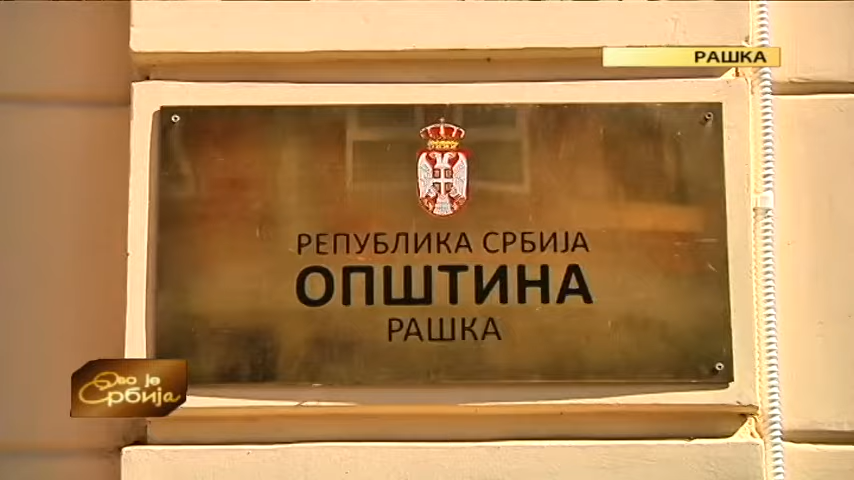 РАШКА
РЕПУБЛИКА СРБИЈА
ОПШТИНА
РАШКА
Ово је
Србија